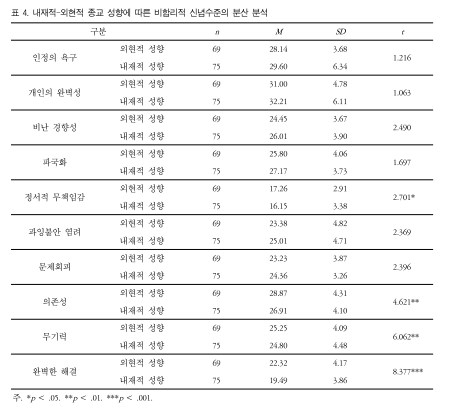 표 4. 내재적-외현적 종교 성향에 따른 비합리적 신념수준의 분산 분석
구분 n M SD t
인정의 욕구 외현적 성향 69 28.14 3.68 1.216
내재적 성향 75 29.60 6.34
개인의 완벽성 외현적 성향 69 31.00 4.78 1.063
내재적 성향 75 32.21 6.11
비난 경향성 외현적 성향 69 24.45 3.67 2.490
내재적 성향 75 26.01 3.90
파국화 외현적 성향 69 25.80 4.06 1.697
내재적 성향 75 27.17 3.73
정서적 무책임감 외현적 성향 69 17.26 2.91 2.701*
내재적 성향 75 16.15 3.38
과잉불안 염려 외현적 성향 69 23.38 4.82 2.369
내재적 성향 75 25.01 4.71
문제회피 외현적 성향 69 23.23 3.87 2.396
내재적 성향 75 24.36 3.26
의존성 외현적 성향 69 28.87 4.31 4.621**
내재적 성향 75 26.91 4.10
무기력 외현적 성향 69 25.25 4.09 6.062**
내재적 성향 75 24.80 4.48
완벽한 해결 외현적 성향 69 22.32 4.17 8.377***
내재적 성향 75 19.49 3.86
주. *p < .05. **p < .01. ***p < .001.